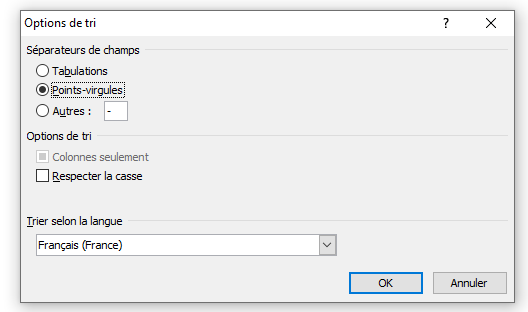 Options de tri
?
Séparateurs de champs
Tabulations
Points-virgules
Autres : -
Options de tri
Colonnes seulement
Respecter la casse
Trier selon la langue
Français (France)
OK Annuler